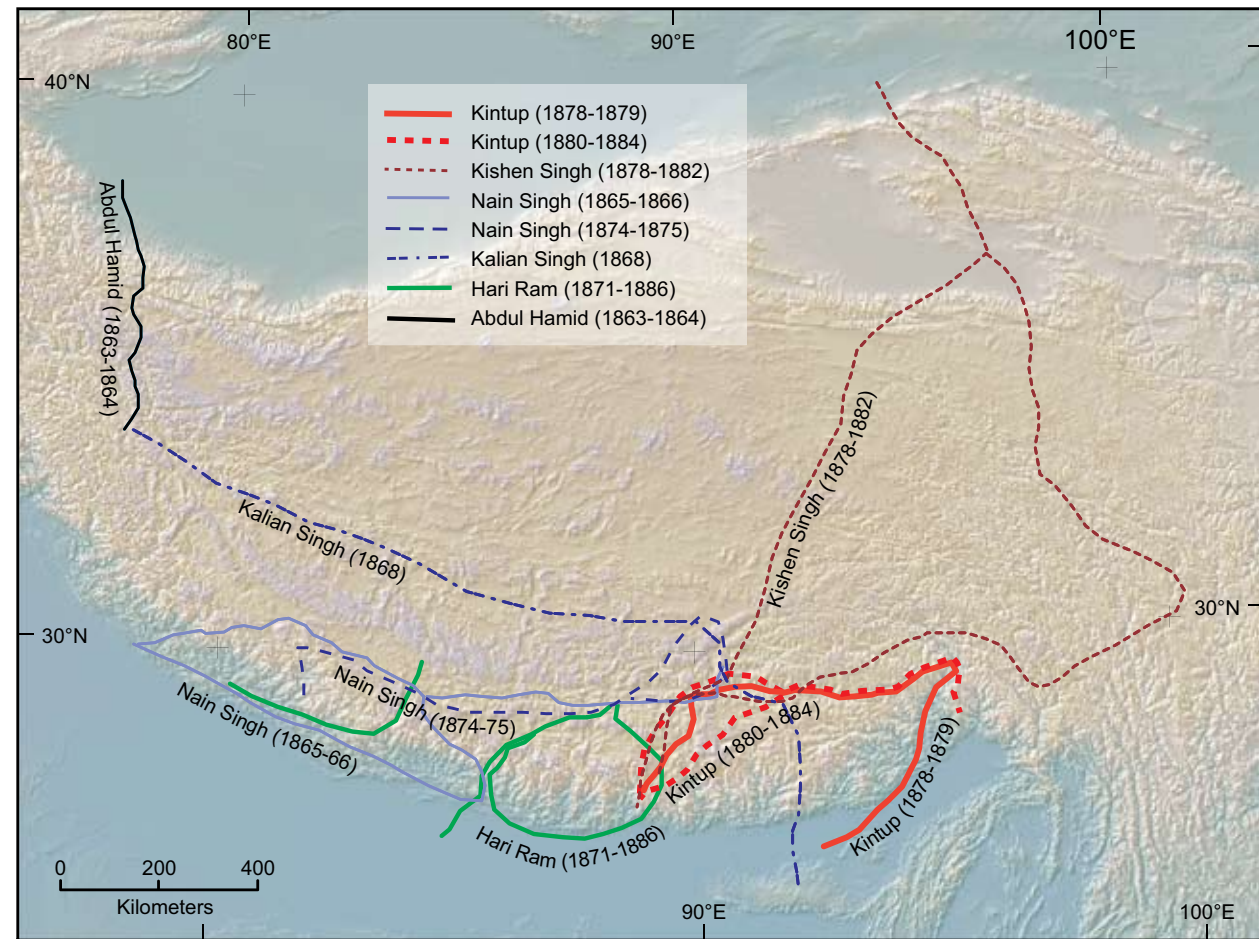 80°E
90°E
100°E
40°N
Kintup (1878-1879)
Kintup (1880-1884)
Kishen Singh (1878-1882)
Nain Singh (1865-1866)
Nain Singh (1874-1875)
Kalian Singh (1868)
Hari Ram (1871-1886)
Abdul Hamid (1863-1864)
Abdul Hamid (1863-1864)
Kishen Singh (1878-1882)
Kalian Singh (1868)
30°N
30°N
Nain Singh (1874-75)
Nain Singh (1865-66)
Kintup (1880-1884)
Kintup (1878-1879)
Hari Ram (1871-1886)
0 200 400
Kilometers
90°E
100°E